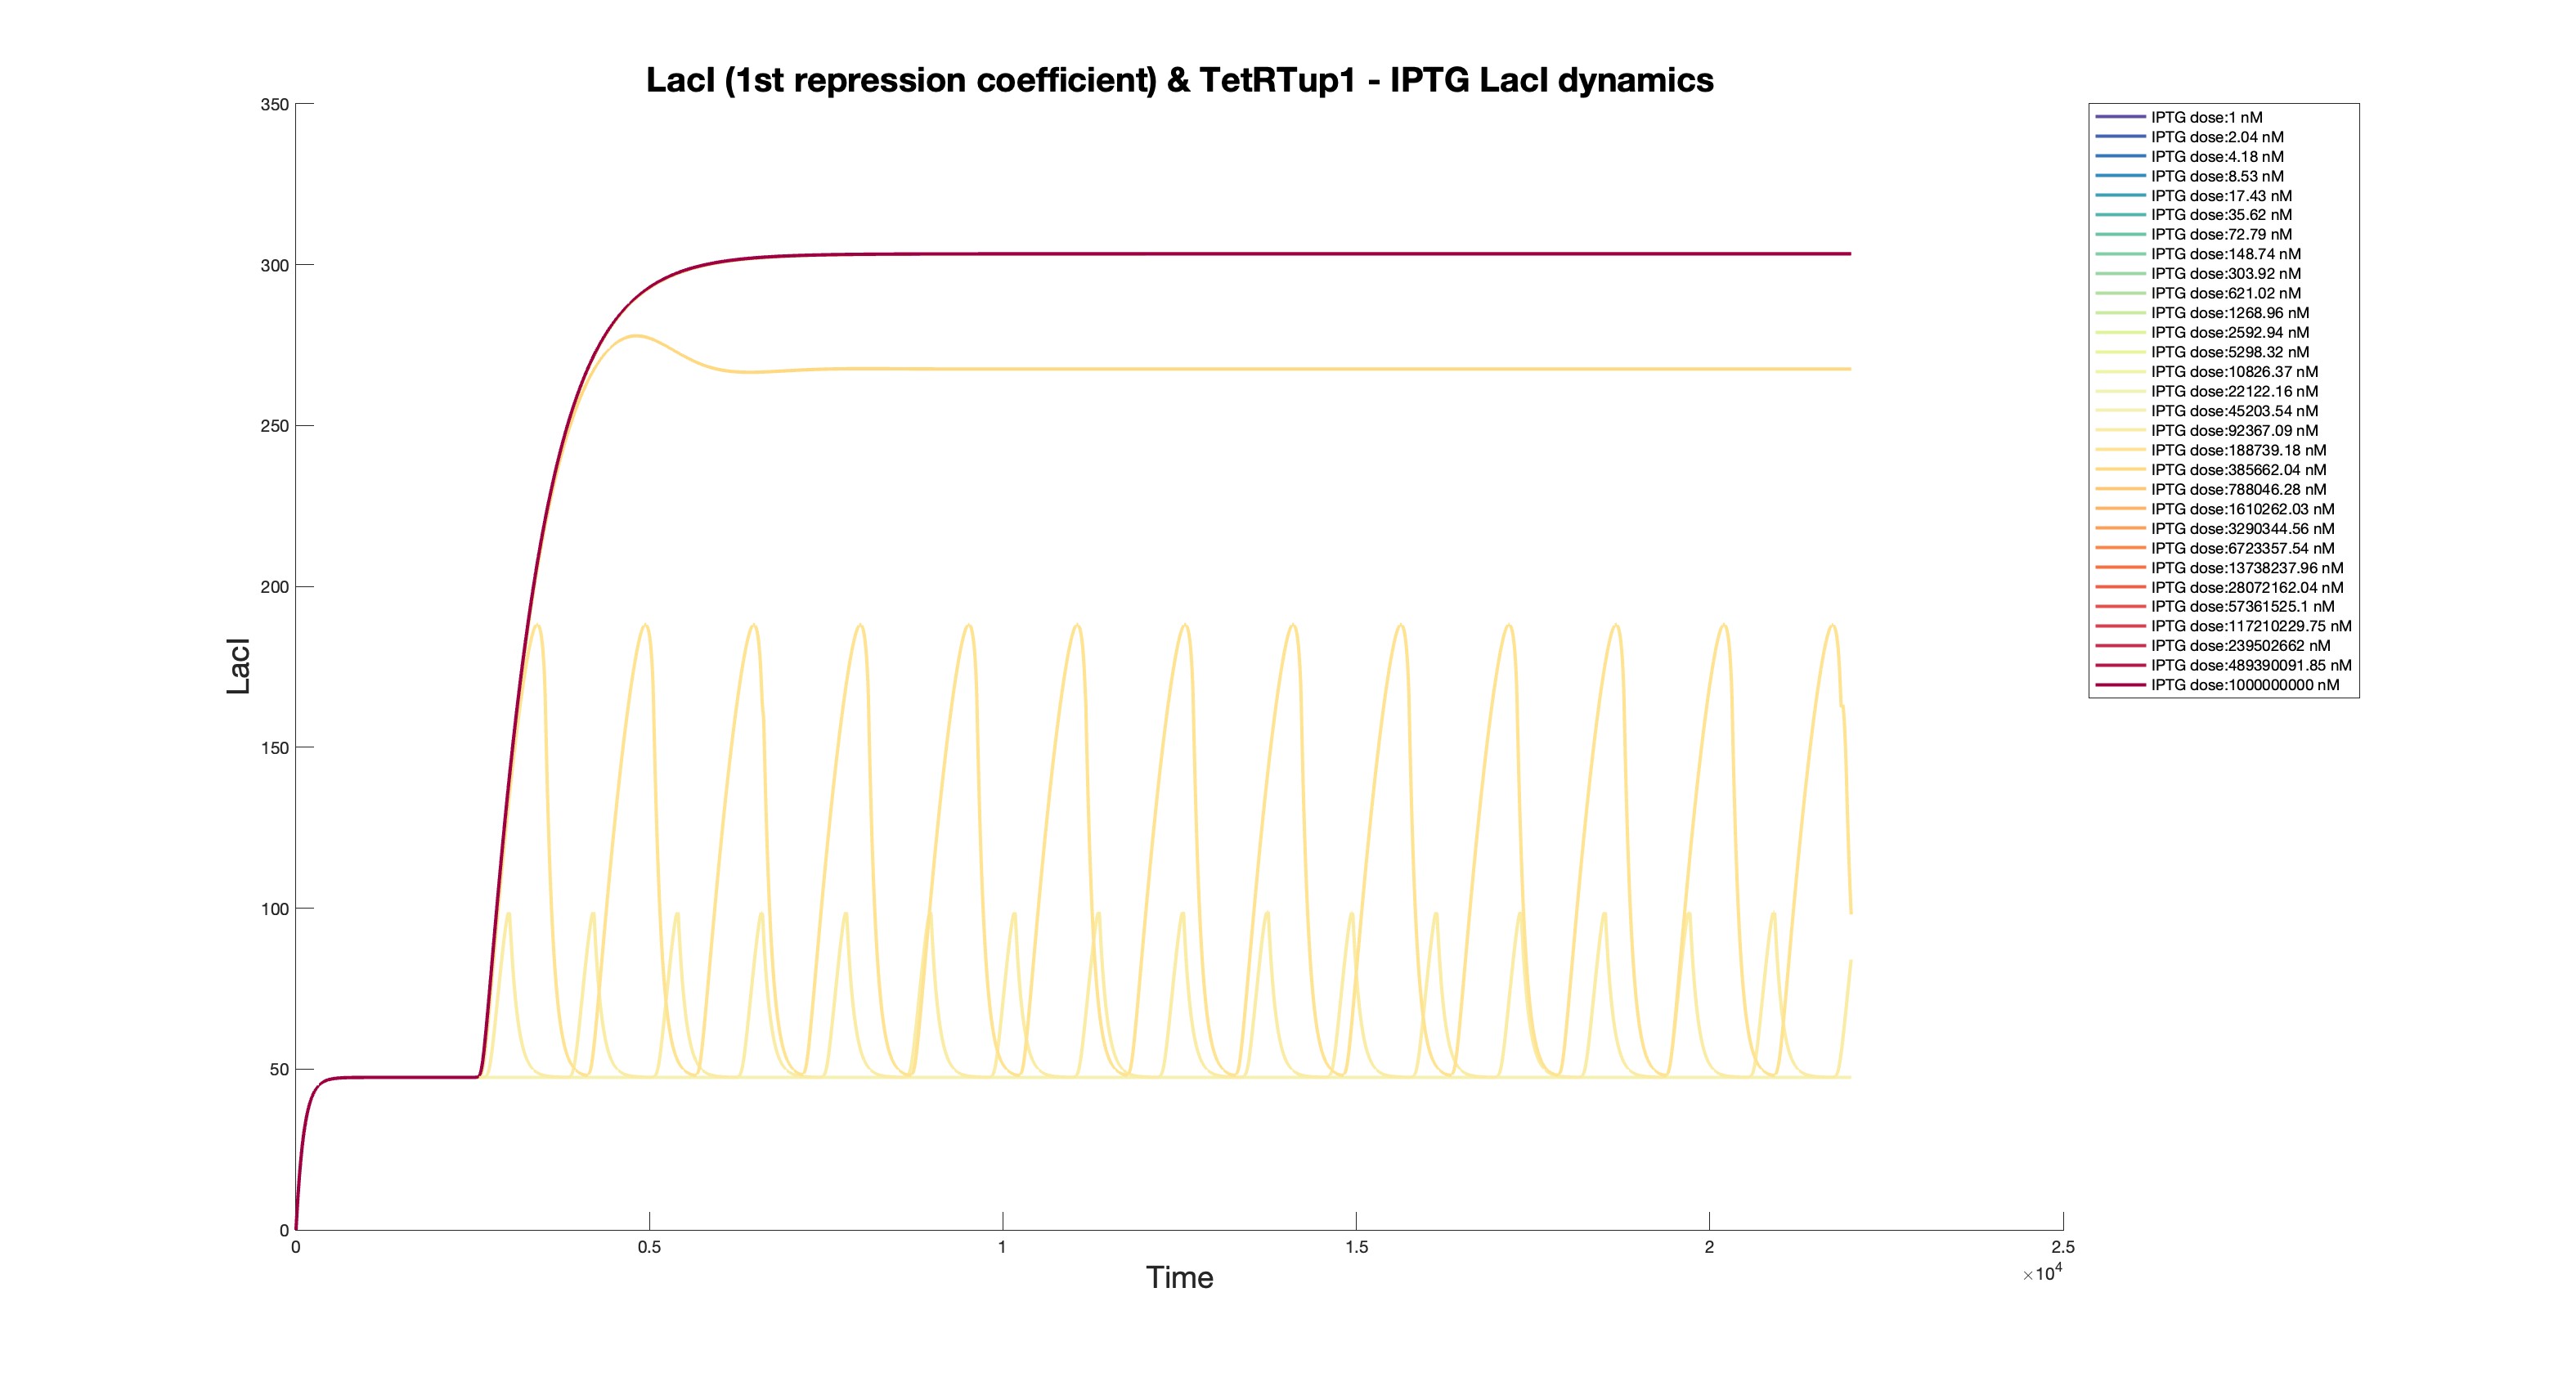 LacI (1st repression coefficient) & TetRTup1 - IPTG LacI dynamics
350
300
250
200
150
100
50
0
LacI
0
0.5
1
1.5
2
2.5
×10⁴
Time
IPTG dose:1 nM
IPTG dose:2.04 nM
IPTG dose:4.18 nM
IPTG dose:8.53 nM
IPTG dose:17.43 nM
IPTG dose:35.62 nM
IPTG dose:72.79 nM
IPTG dose:148.74 nM
IPTG dose:303.92 nM
IPTG dose:621.02 nM
IPTG dose:1268.96 nM
IPTG dose:2592.94 nM
IPTG dose:5298.32 nM
IPTG dose:10826.37 nM
IPTG dose:22122.16 nM
IPTG dose:45203.54 nM
IPTG dose:92367.09 nM
IPTG dose:188739.18 nM
IPTG dose:385662.04 nM
IPTG dose:788046.28 nM
IPTG dose:1610262.03 nM
IPTG dose:3290344.56 nM
IPTG dose:6723357.54 nM
IPTG dose:13738237.96 nM
IPTG dose:28072162.04 nM
IPTG dose:57361525.1 nM
IPTG dose:117210229.75 nM
IPTG dose:239502662 nM
IPTG dose:489390091.85 nM
IPTG dose:1000000000 nM